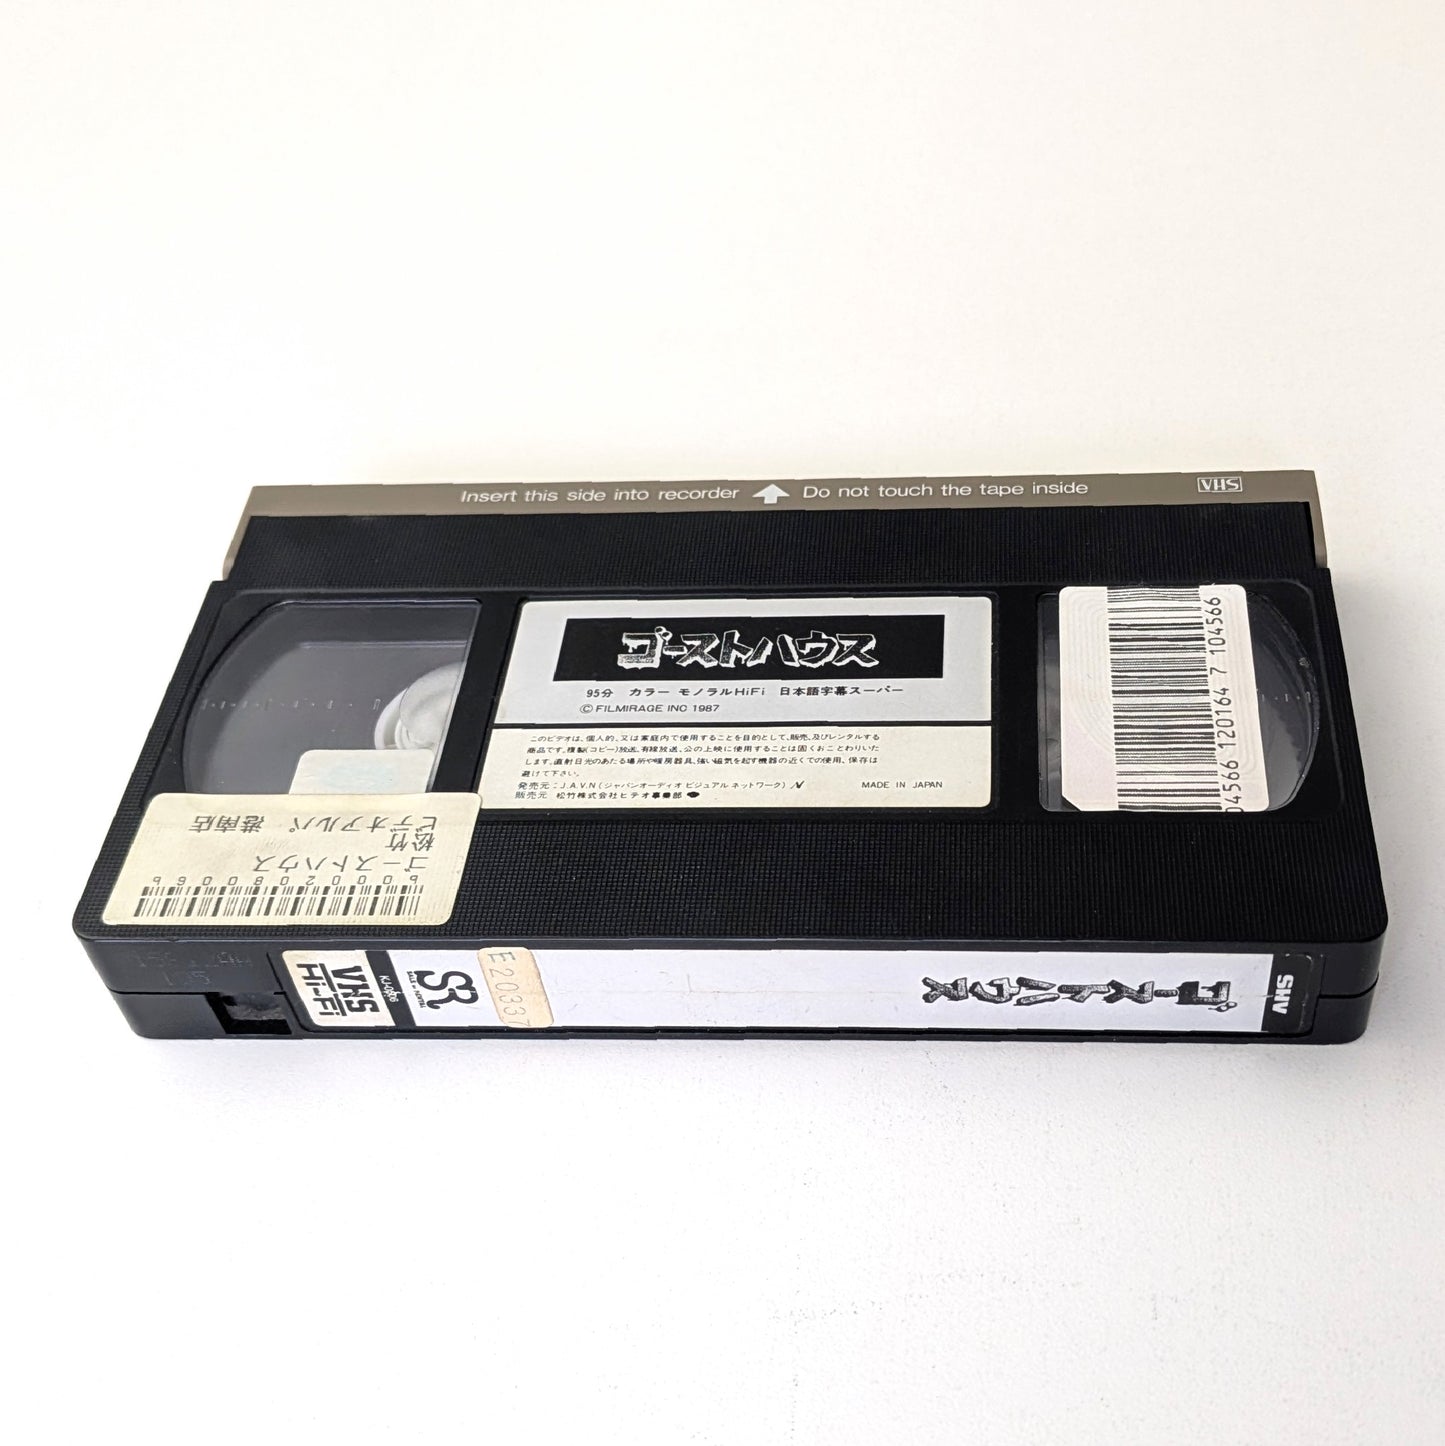 Insert this side into recorder Do not touch the tape inside VHS
ゴーストハウス
95分 カラー モノラルHiFi 日本語字幕スーパー
©FILMIRAGE INC 1987
このビデオは、個人的、又は家庭内で使用することを目的として、販売、及びレンタルする
商品です。複製(コピー)放送、有線放送、公の上映に使用することは固くおことわりいた
します。直射日光のあたる場所や暖房器具、強い磁気を起す機器の近くでの使用、保存は
避けて下さい。
発売元：J.A.V.N(ジャパンオーディオ ビジュアル ネットワーク)
MADE IN JAPAN
販売元 松竹株式会社ビデオ事業部
04566 120164 7 104566
ゴーストハウス
松竹
ビデオアルパ 港南店
VHS
Hi-Fi
SR
SALE or RENTAL
E20337
ゴーストハウス
SHV